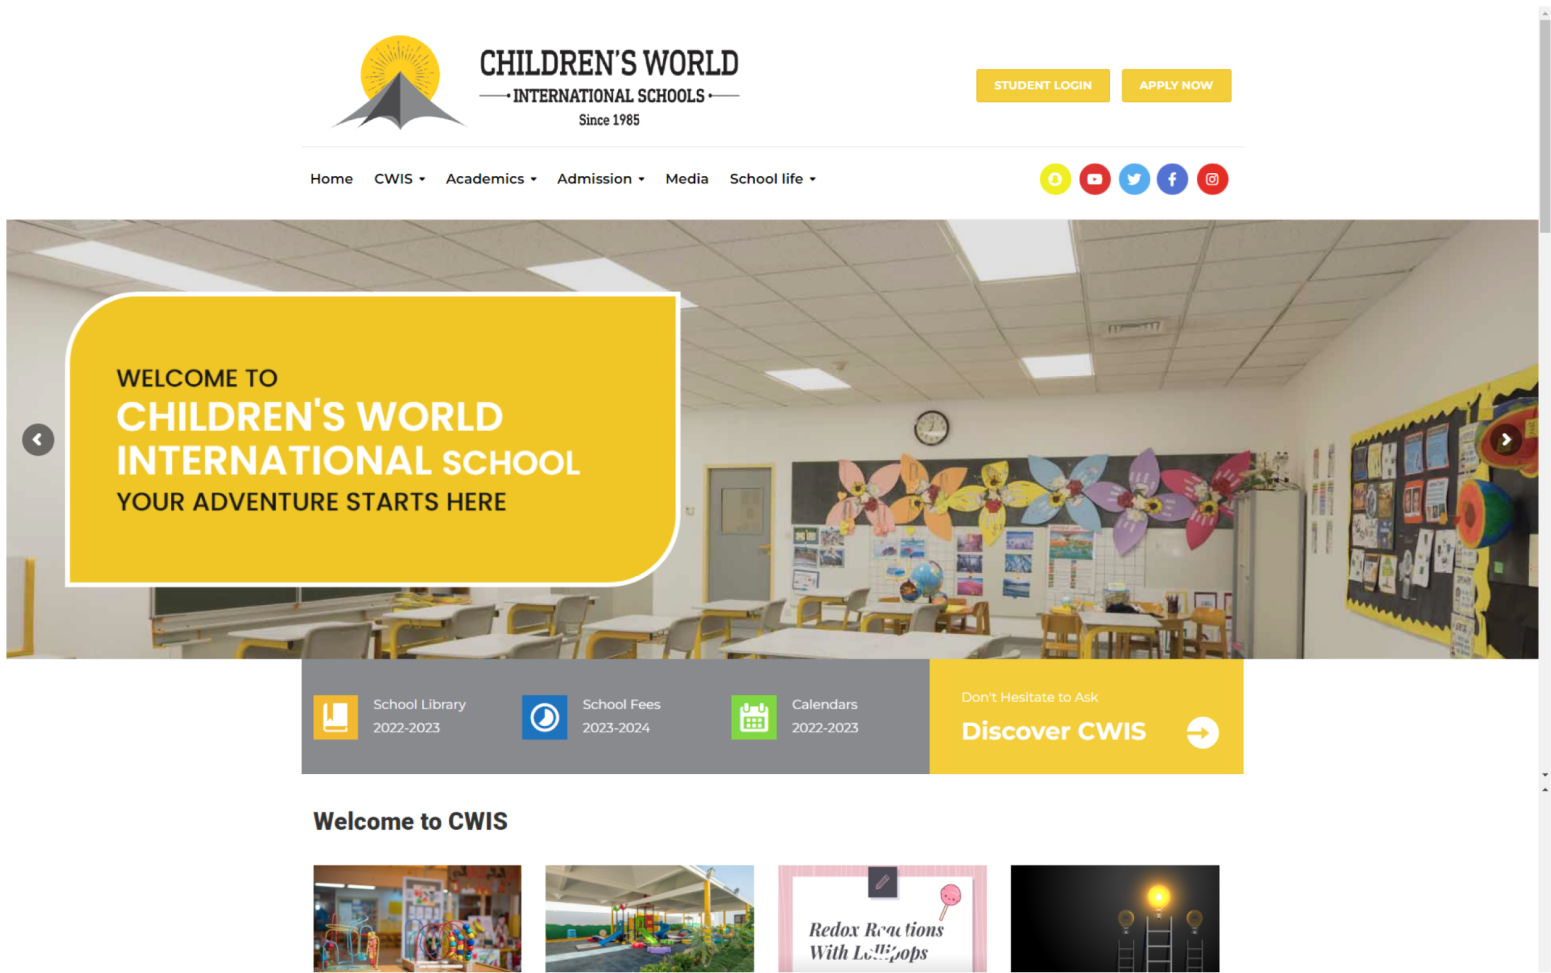 CHILDREN'S WORLD
INTERNATIONAL SCHOOLS
Since 1985
STUDENT LOGIN
APPLY NOW
Home
CWIS
Academics
Admission
Media
School life
WELCOME TO
CHILDREN'S WORLD
INTERNATIONAL SCHOOL
YOUR ADVENTURE STARTS HERE
School Library
2022-2023
School Fees
2023-2024
Calendars
2022-2023
Don't Hesitate to Ask
Discover CWIS
Welcome to CWIS
Redox Reactions
With Lollipops